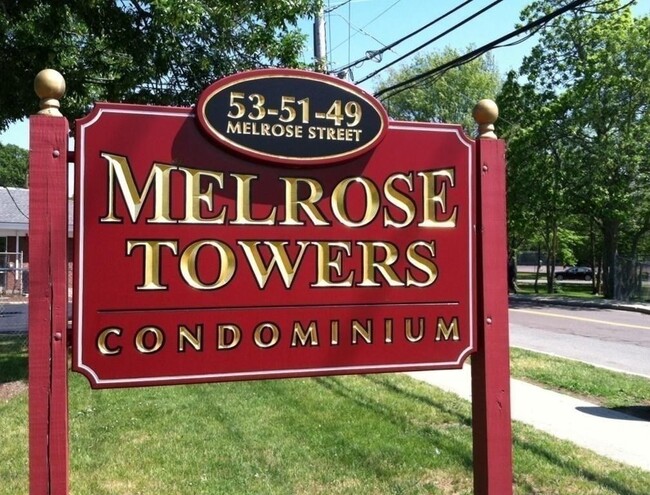 53-51-49
MELROSE STREET
MELROSE
TOWERS
CONDOMINIUM